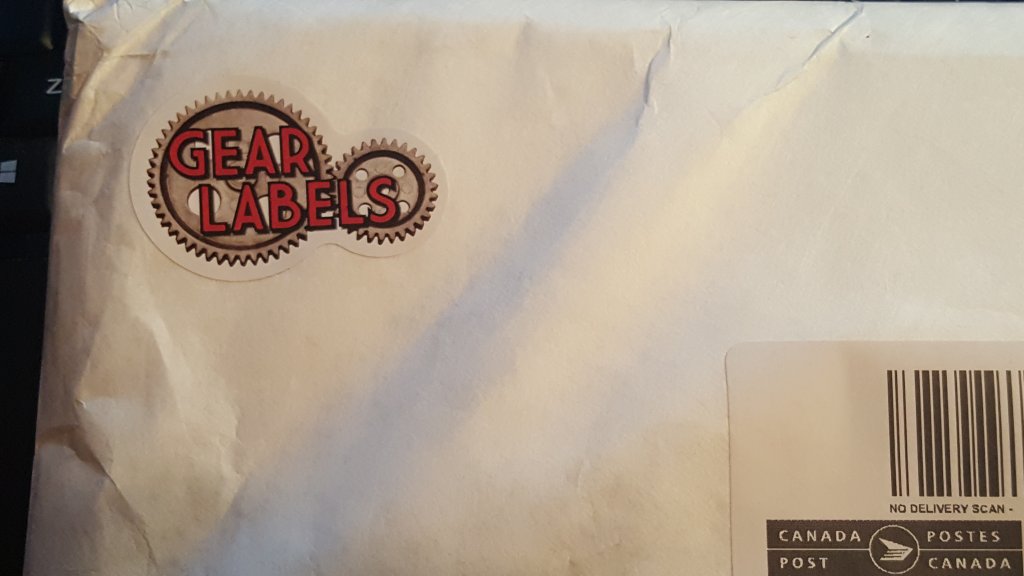 Z
GEAR
LABELS
NO DELIVERY SCAN -
CANADA POSTES
POST CANADA